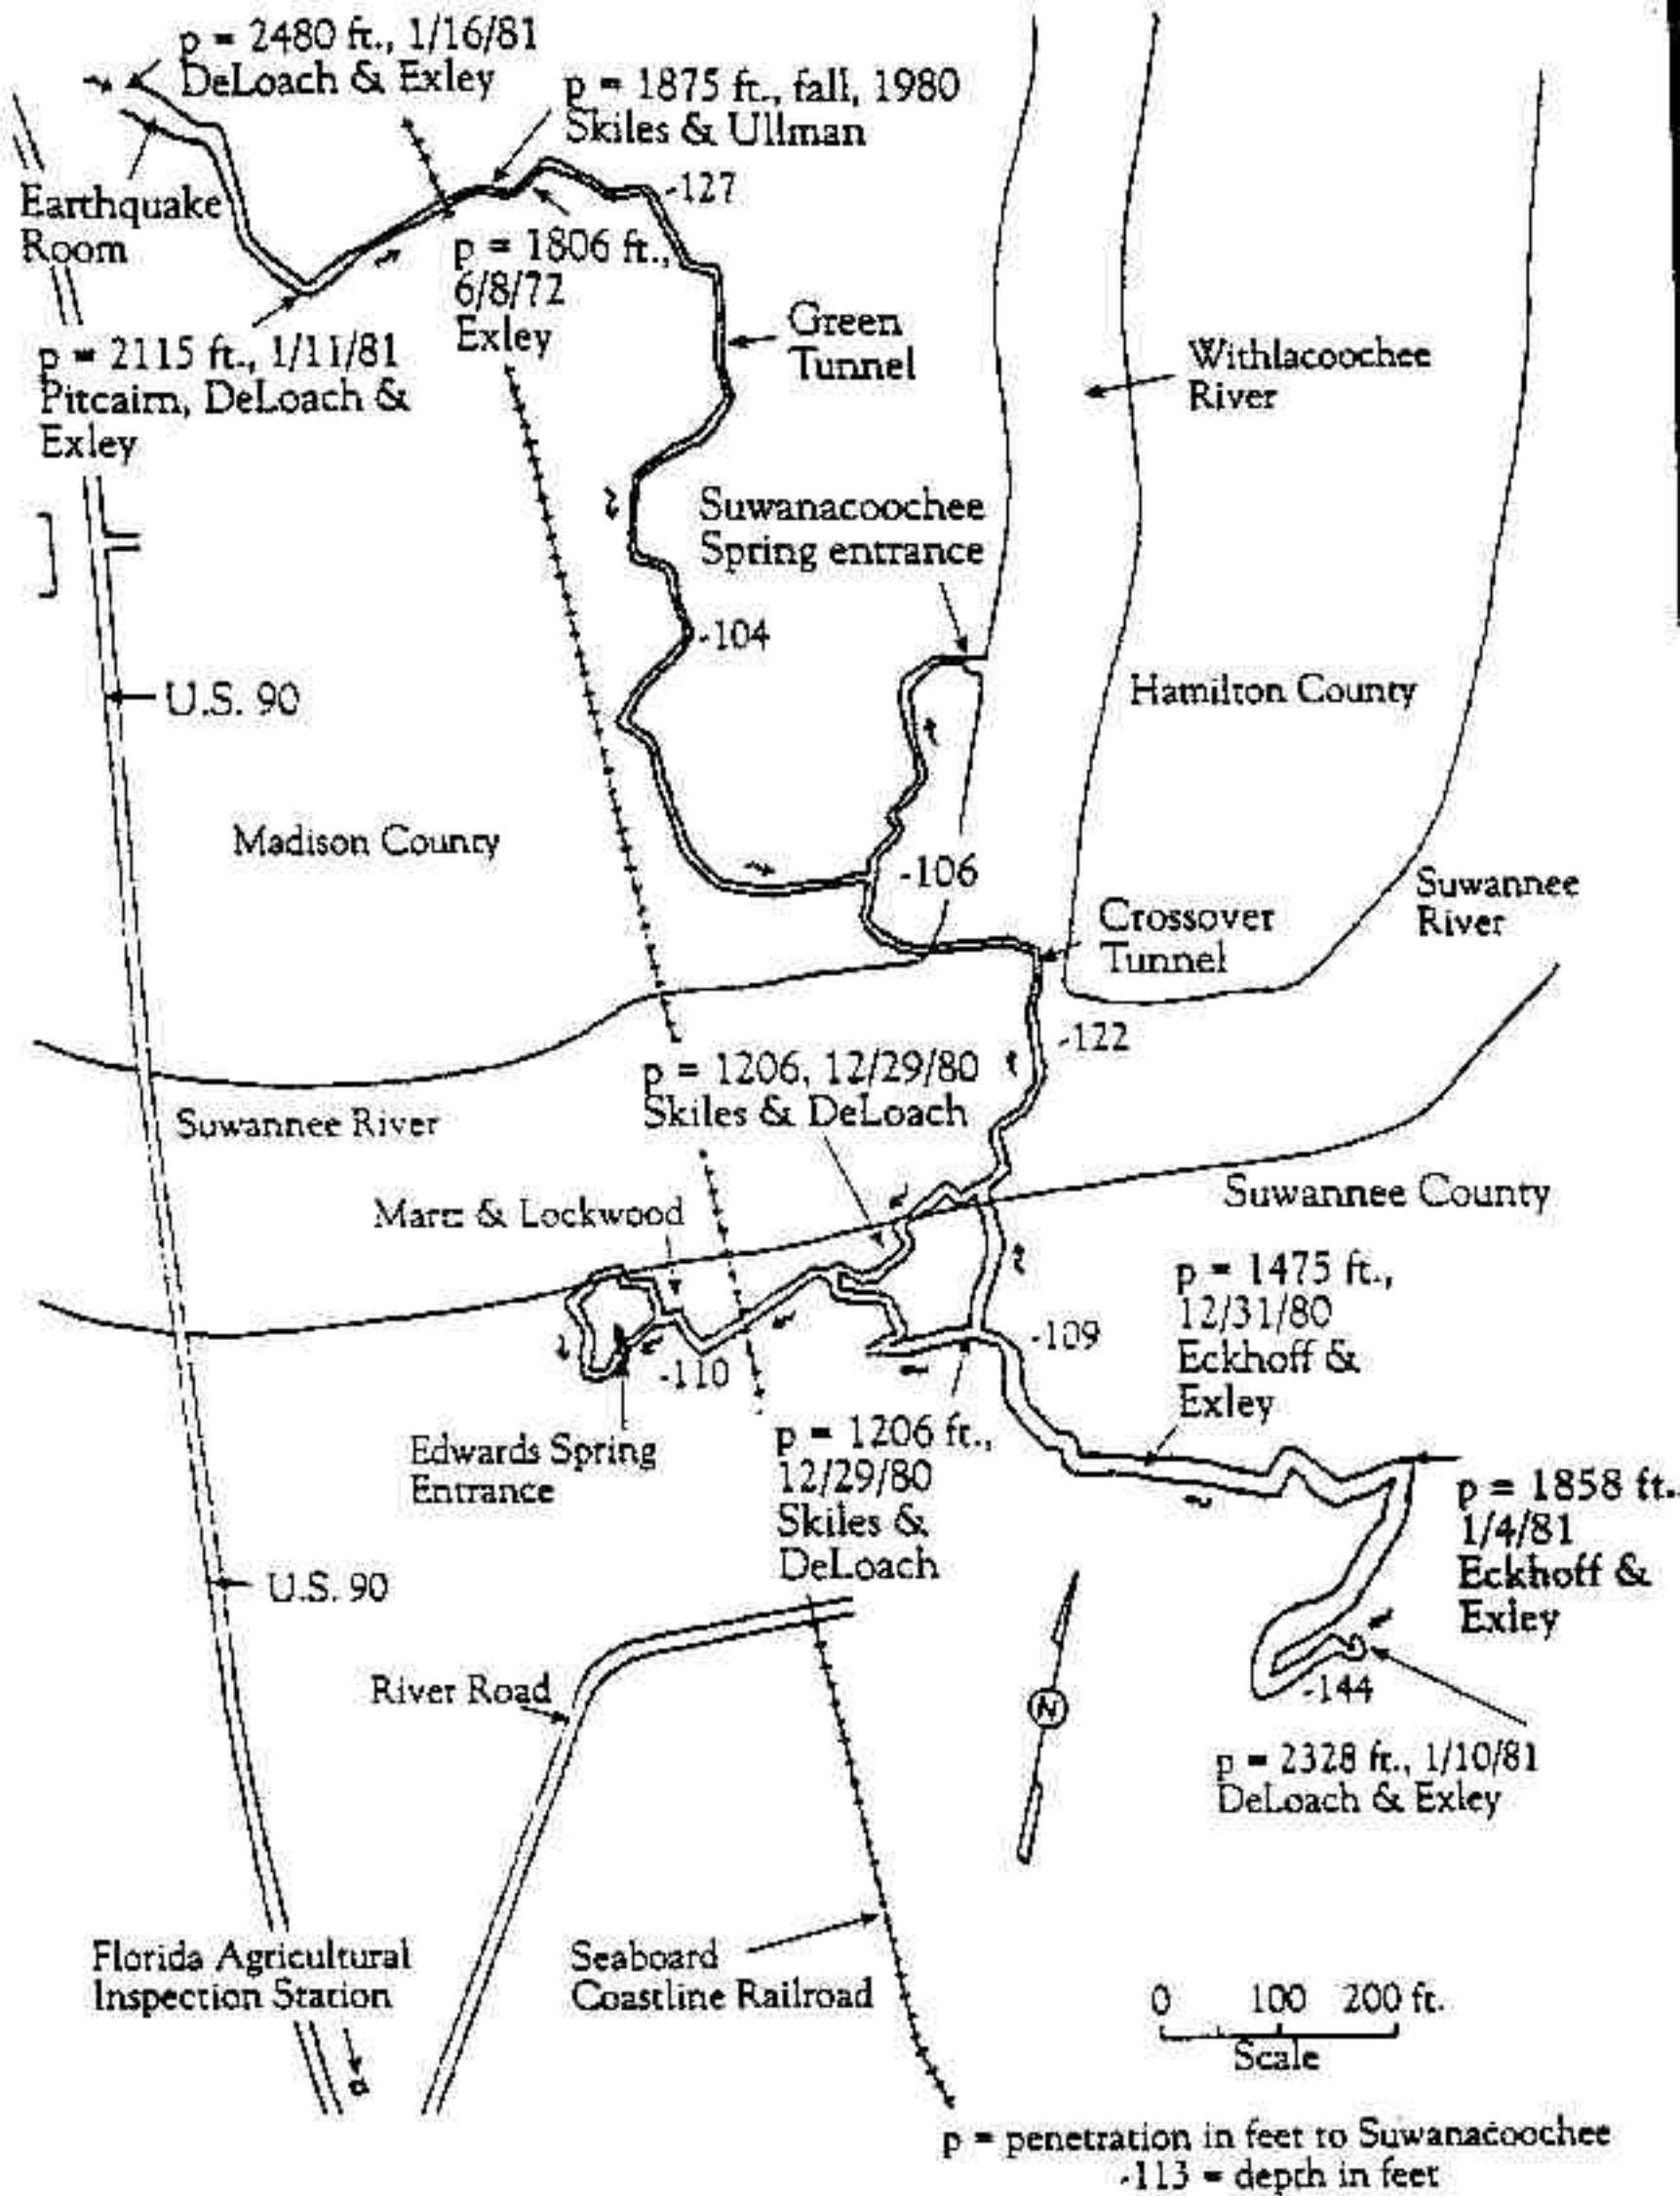 p = 2480 ft., 1/16/81
DeLoach & Exley
p = 1875 ft., fall, 1980
Skiles & Ullman
-127
Earthquake
Room
p = 1806 ft.,
6/8/72
Exley
Green
Tunnel
p = 2115 ft., 1/11/81
Pitcairn, DeLoach &
Exley
Withlacoochee
River
Suwanacoochee
Spring entrance
-104
U.S. 90
Hamilton County
Madison County
-106
Suwannee
River
Crossover
Tunnel
-122
p = 1206, 12/29/80
Skiles & DeLoach
Suwannee River
Martz & Lockwood
Suwannee County
p = 1475 ft.,
12/31/80
Eckhoff &
Exley
-109
-110
Edwards Spring
Entrance
p = 1206 ft.,
12/29/80
Skiles &
DeLoach
p = 1858 ft.
1/4/81
Eckhoff &
Exley
U.S. 90
River Road
N
-144
p = 2328 ft., 1/10/81
DeLoach & Exley
Florida Agricultural
Inspection Station
Seaboard
Coastline Railroad
0 100 200 ft.
Scale
p = penetration in feet to Suwanacoochee
-113 = depth in feet